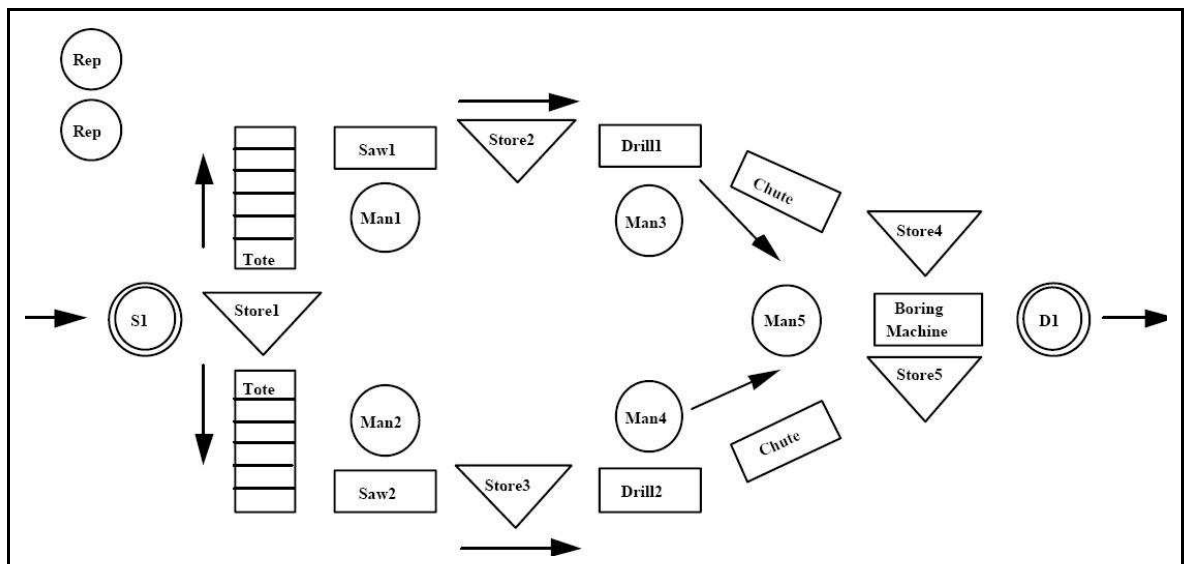 Rep
Rep
Saw1
Store2
Drill1
Chute
Man1
Man3
Store4
Tote
S1
Store1
Man5
Boring
Machine
D1
Tote
Store5
Man2
Man4
Chute
Saw2
Store3
Drill2